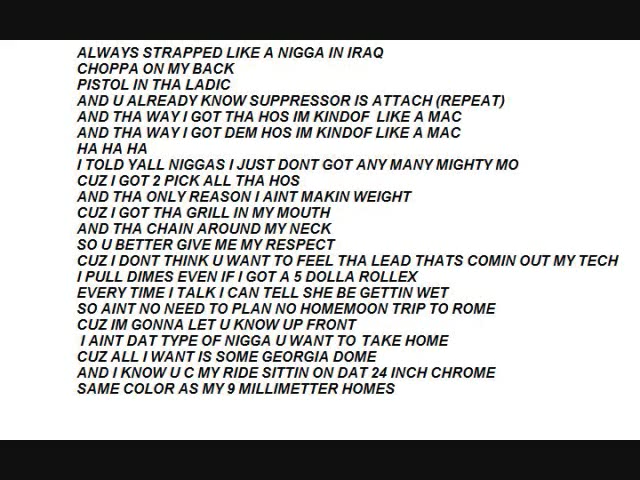 ALWAYS STRAPPED LIKE A NIGGA IN IRAQ
CHOPPA ON MY BACK
PISTOL IN THA LADIC
AND U ALREADY KNOW SUPPRESSOR IS ATTACH (REPEAT)
AND THA WAY I GOT THA HOS IM KINDOF  LIKE A MAC
AND THA WAY I GOT DEM HOS IM KINDOF LIKE A MAC
HA HA HA
I TOLD YALL NIGGAS I JUST DONT GOT ANY MANY MIGHTY MO
CUZ I GOT 2 PICK ALL THA HOS
AND THA ONLY REASON I AINT MAKIN WEIGHT
CUZ I GOT THA GRILL IN MY MOUTH
AND THA CHAIN AROUND MY NECK
SO U BETTER GIVE ME MY RESPECT
CUZ I DONT THINK U WANT TO FEEL THA LEAD THATS COMIN OUT MY TECH
I PULL DIMES EVEN IF I GOT A 5 DOLLA ROLLEX
EVERY TIME I TALK I CAN TELL SHE BE GETTIN WET
SO AINT NO NEED TO PLAN NO HOMEMOON TRIP TO ROME
CUZ IM GONNA LET U KNOW UP FRONT
I AINT DAT TYPE OF NIGGA U WANT TO TAKE HOME
CUZ ALL I WANT IS SOME GEORGIA DOME
AND I KNOW U C MY RIDE SITTIN ON DAT 24 INCH CHROME
SAME COLOR AS MY 9 MILLIMETTER HOMES